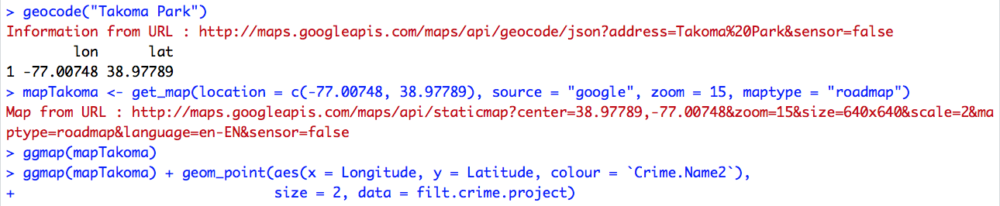 > geocode("Takoma Park")
Information from URL : http://maps.googleapis.com/maps/api/geocode/json?address=Takoma%20Park&sensor=false
        lon      lat
1 -77.00748 38.97789
> mapTakoma <- get_map(location = c(-77.00748, 38.97789), source = "google", zoom = 15, maptype = "roadmap")
Map from URL : http://maps.googleapis.com/maps/api/staticmap?center=38.97789,-77.00748&zoom=15&size=640x640&scale=2&ma
ptype=roadmap&language=en-EN&sensor=false
> ggmap(mapTakoma)
> ggmap(mapTakoma) + geom_point(aes(x = Longitude, y = Latitude, colour = `Crime.Name2`),
+                               size = 2, data = filt.crime.project)